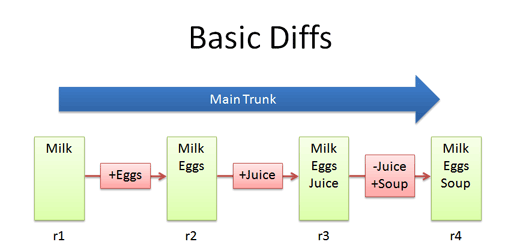 Basic Diffs
Main Trunk
Milk
+Eggs
Milk
Eggs
+Juice
Milk
Eggs
Juice
-Juice
+Soup
Milk
Eggs
Soup
r1
r2
r3
r4